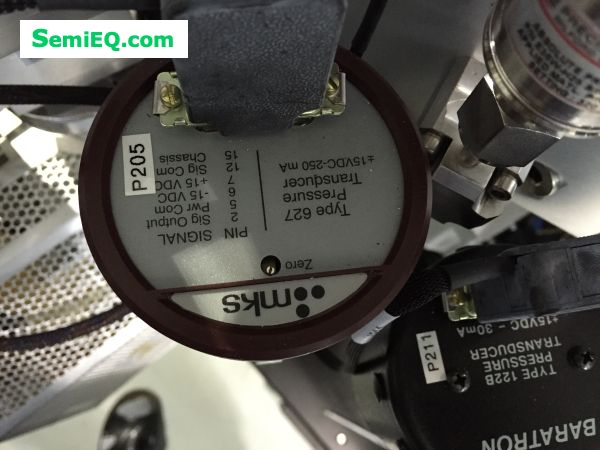 SemiEQ.com
mks
Zero
Type 627
Pressure
Transducer
±15VDC-250 mA
PIN SIGNAL
2 Sig Output
5 Pwr Com
6 -15 VDC
7 +15 VDC
12 Sig Com
15 Chassis
P205
P211
BARATRON
TYPE 122B
PRESSURE
TRANSDUCER
±15VDC - 30mA